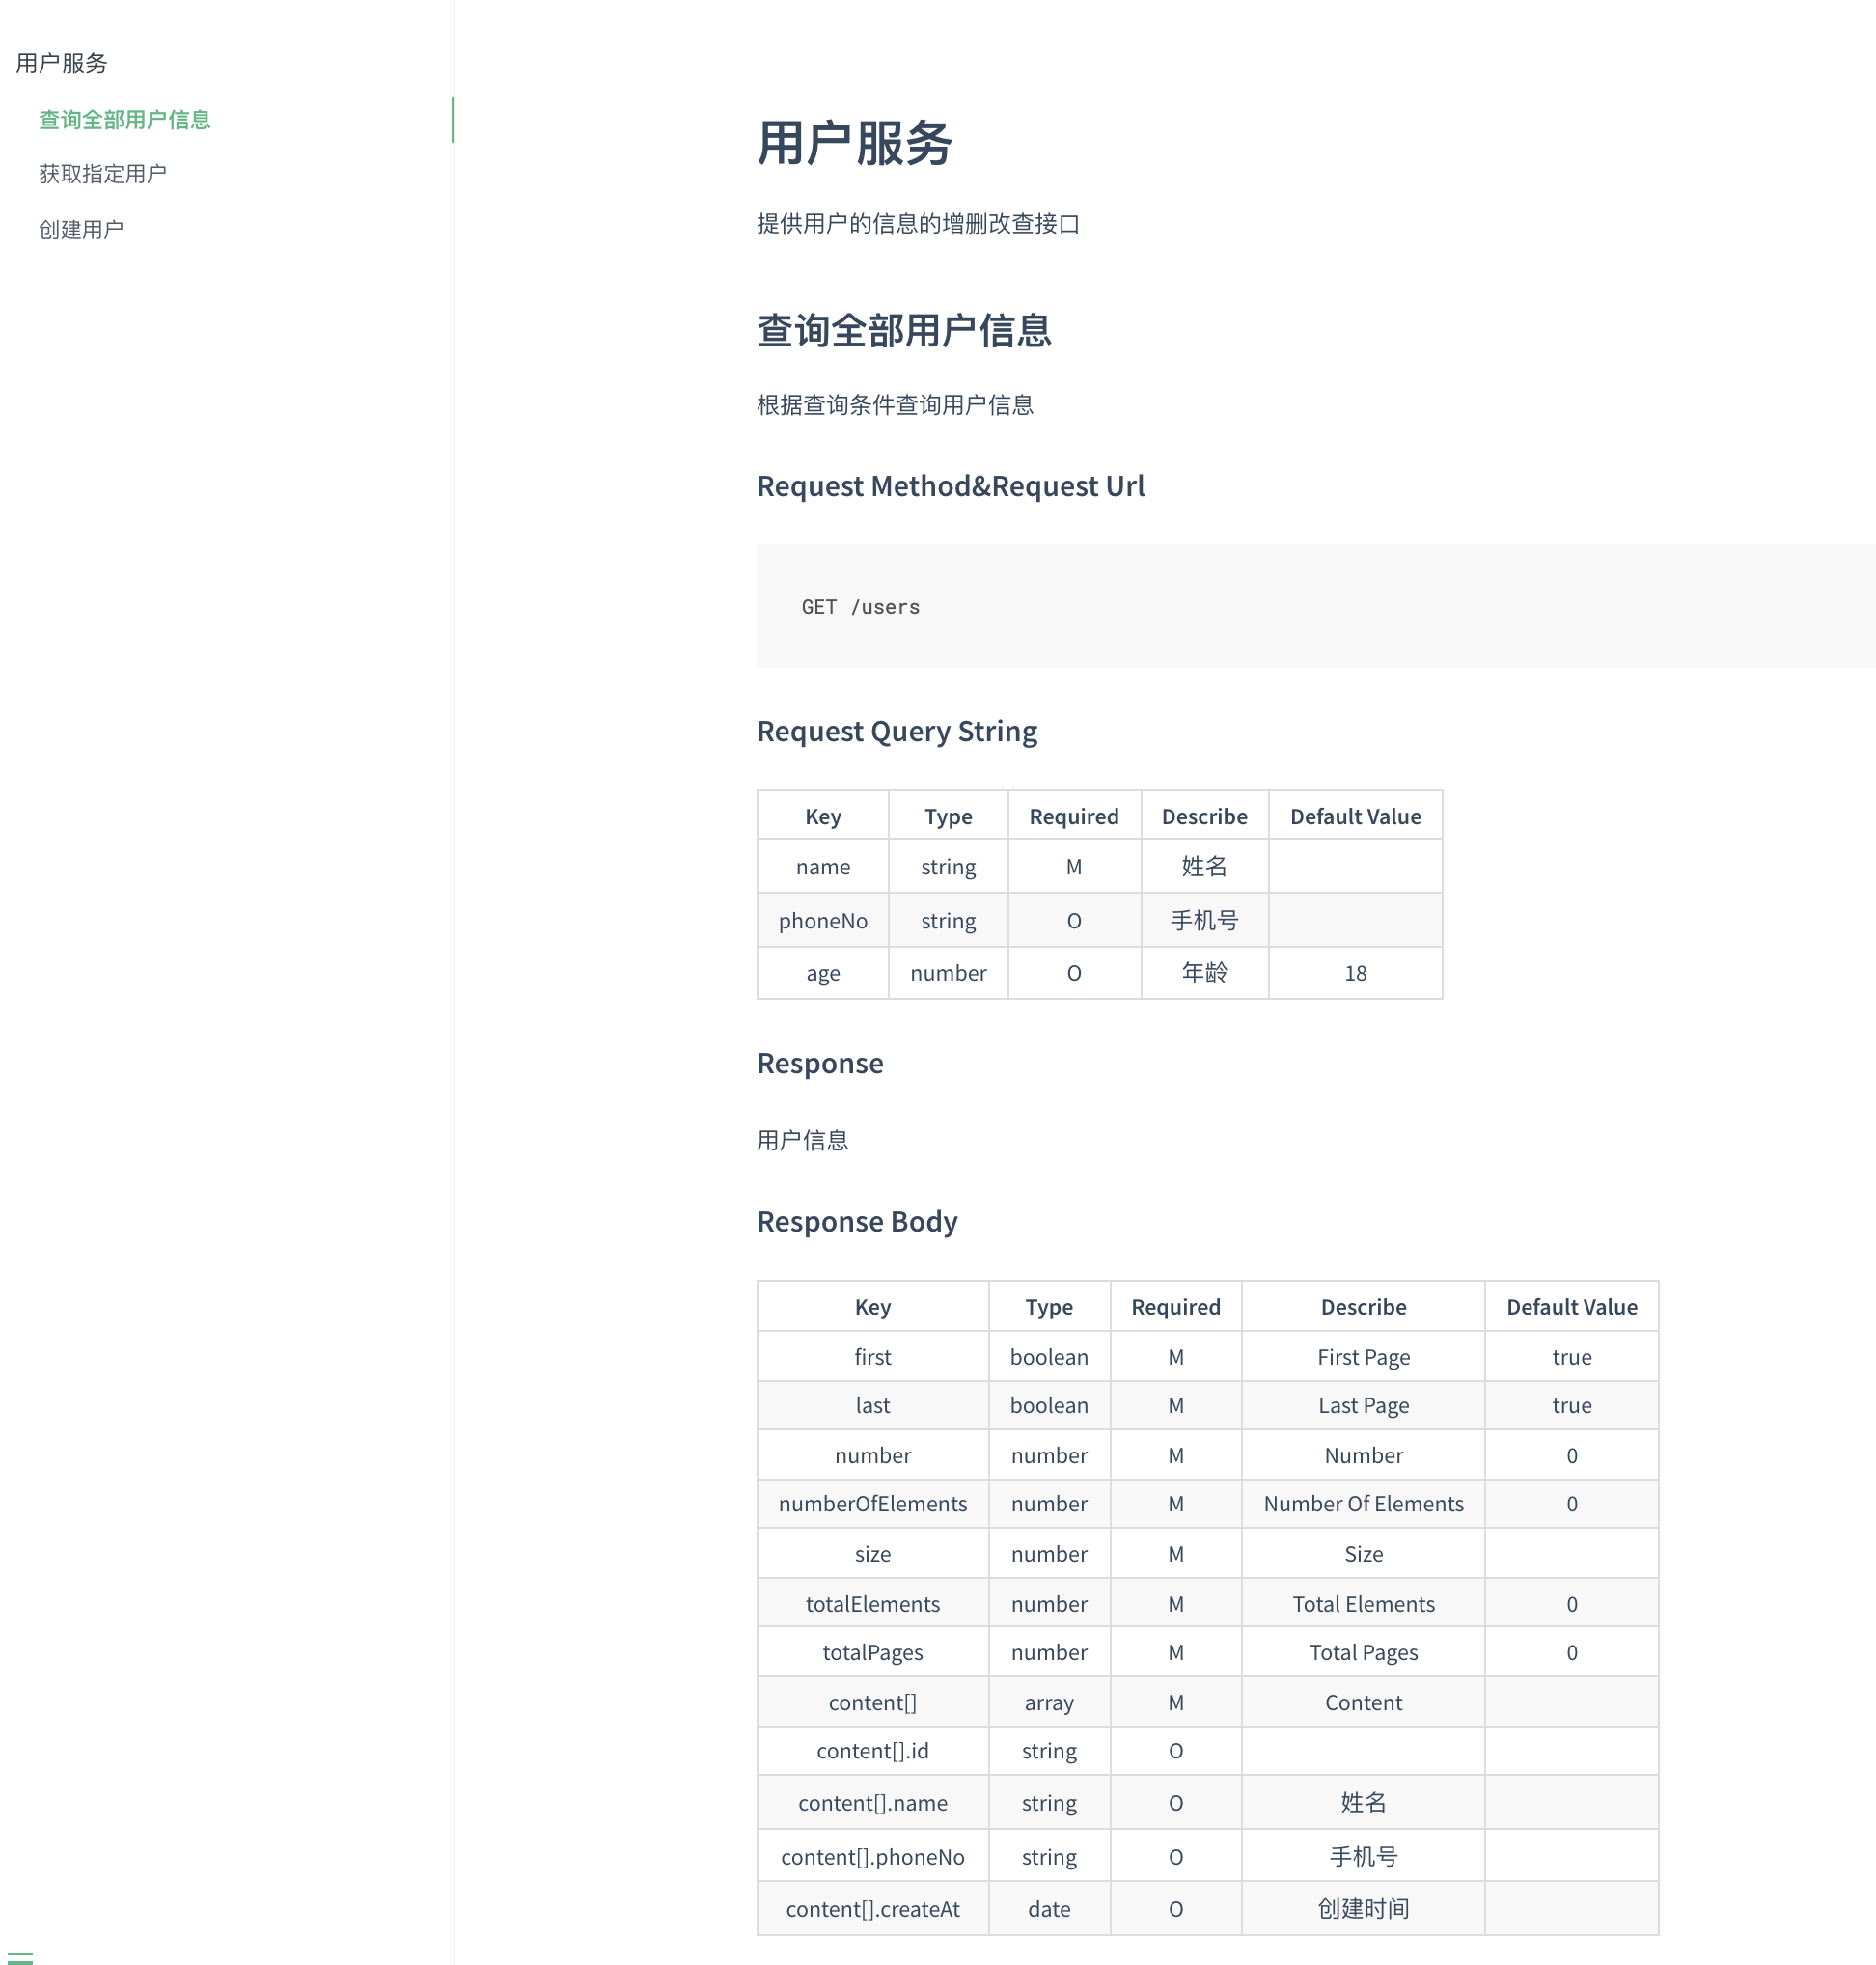 用户服务
查询全部用户信息
获取指定用户
创建用户
用户服务
提供用户的信息的增删改查接口
查询全部用户信息
根据查询条件查询用户信息
Request Method&Request Url
GET /users
Request Query String
Key Type Required Describe Default Value
name string M 姓名
phoneNo string O 手机号
age number O 年龄 18
Response
用户信息
Response Body
Key Type Required Describe Default Value
first boolean M First Page true
last boolean M Last Page true
number number M Number 0
numberOfElements number M Number Of Elements 0
size number M Size
totalElements number M Total Elements 0
totalPages number M Total Pages 0
content[] array M Content
content[].id string O
content[].name string O 姓名
content[].phoneNo string O 手机号
content[].createAt date O 创建时间